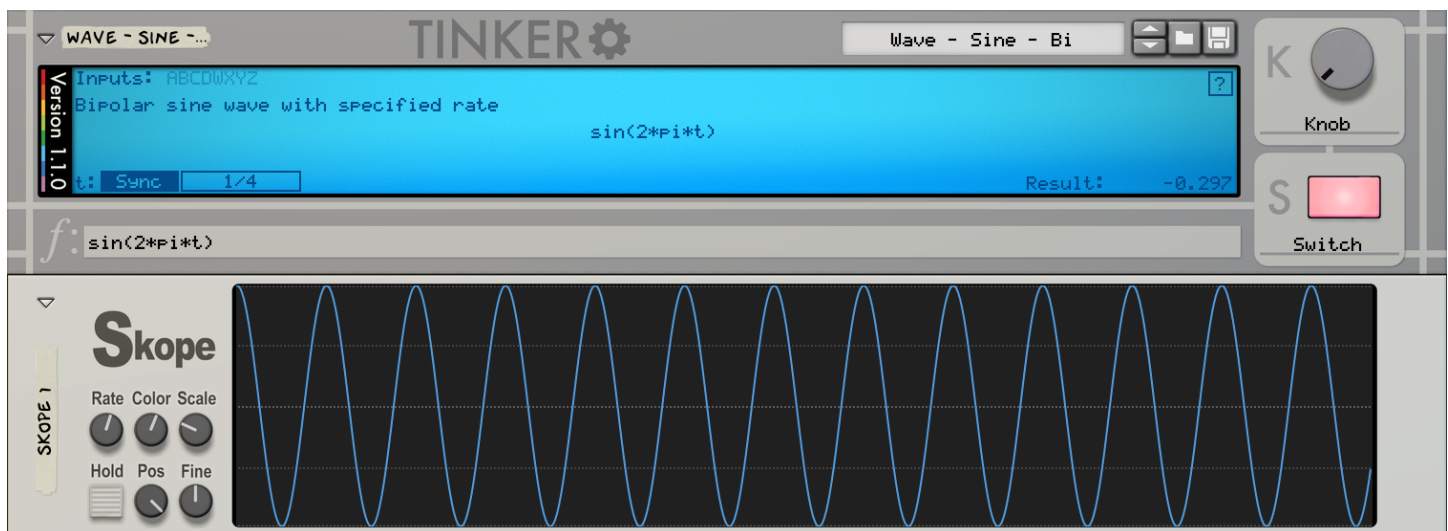 WAVE - SINE -...
TINKER
Wave - Sine - Bi
Version 1.1.0
Inputs: ABCDWXYZ
?
Bipolar sine wave with specified rate
sin(2*pi*t)
t: Sync 1/4
Result: -0.297
K
Knob
S
Switch
f: sin(2*pi*t)
SKOPE 1
Skope
Rate Color Scale
Hold Pos Fine